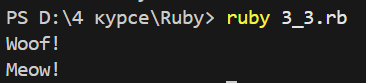 PS D:\4 курсе\Ruby> ruby 3_3.rb
Woof!
Meow!